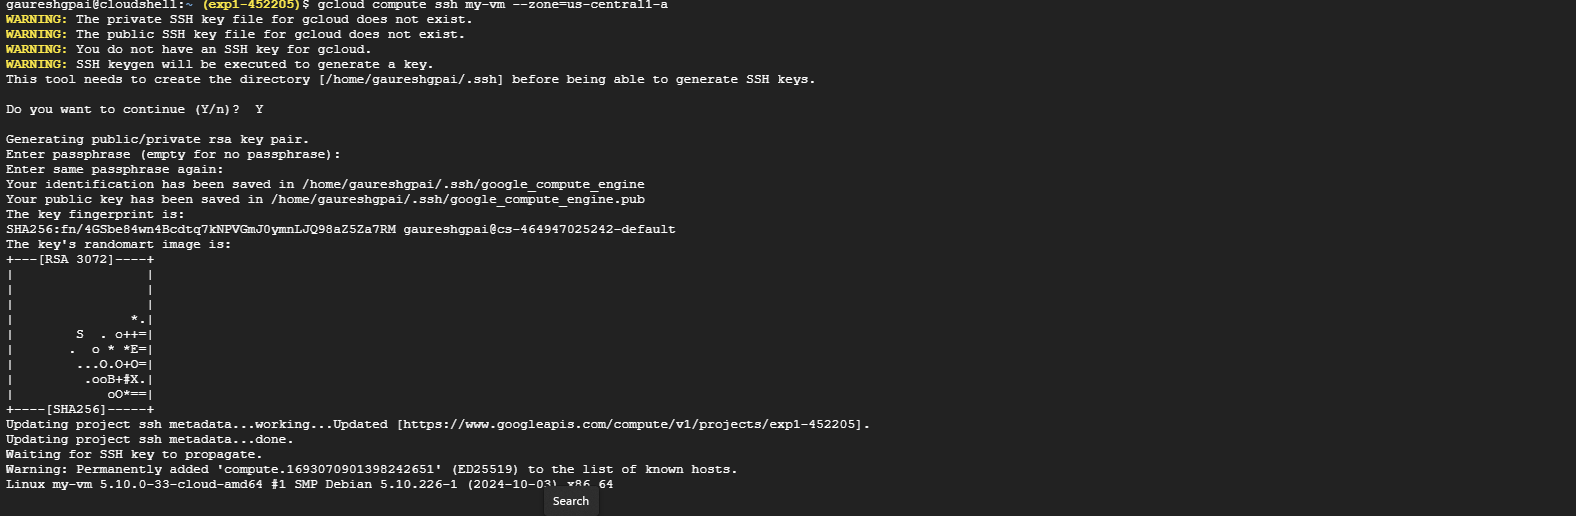 gaureshgpai@cloudshell:~ (exp1-452205)$ gcloud compute ssh my-vm --zone=us-central1-a
WARNING: The private SSH key file for gcloud does not exist.
WARNING: The public SSH key file for gcloud does not exist.
WARNING: You do not have an SSH key for gcloud.
WARNING: SSH keygen will be executed to generate a key.
This tool needs to create the directory [/home/gaureshgpai/.ssh] before being able to generate SSH keys.
Do you want to continue (Y/n)?  Y
Generating public/private rsa key pair.
Enter passphrase (empty for no passphrase):
Enter same passphrase again:
Your identification has been saved in /home/gaureshgpai/.ssh/google_compute_engine
Your public key has been saved in /home/gaureshgpai/.ssh/google_compute_engine.pub
The key fingerprint is:
SHA256:fn/4GSbe84wn4Bcdtq7kNPVGmJ0ymnLJQ98aZ5Za7RM gaureshgpai@cs-464947025242-default
The key's randomart image is:
+---[RSA 3072]----+
|                 |
|                 |
|                 |
|               *.|
|        S  . o++=|
|       .  o * *E=|
|        ...O.O+O=|
|         .ooB+#X.|
|            oO*==|
+----[SHA256]-----+
Updating project ssh metadata...working...Updated [https://www.googleapis.com/compute/v1/projects/exp1-452205].
Updating project ssh metadata...done.
Waiting for SSH key to propagate.
Warning: Permanently added 'compute.1693070901398242651' (ED25519) to the list of known hosts.
Linux my-vm 5.10.0-33-cloud-amd64 #1 SMP Debian 5.10.226-1 (2024-10-03) x86_64
Search